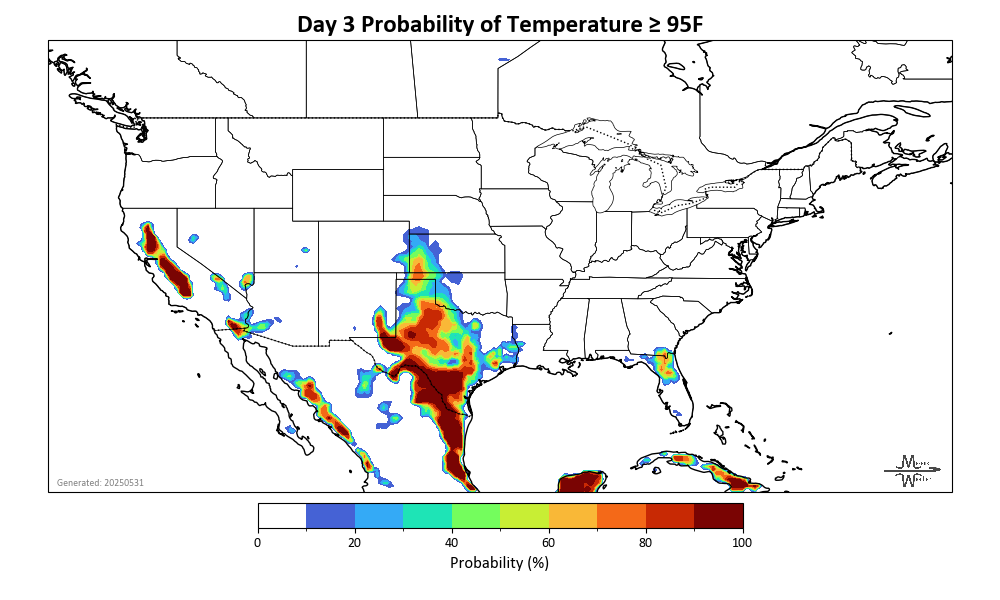 Day 3 Probability of Temperature ≥ 95F
Generated: 20250531
0 20 40 60 80 100
Probability (%)